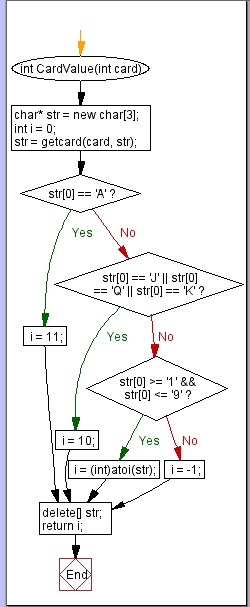 int CardValue(int card)
char* str = new char[3];
int i = 0;
str = getcard(card, str);
str[0] == 'A' ?
Yes
No
str[0] == 'J' || str[0]
== 'Q' || str[0] == 'K' ?
i = 11;
Yes
No
str[0] >= '1' &&
str[0] <= '9' ?
i = 10;
Yes
No
i = (int)atoi(str);
i = -1;
delete[] str;
return i;
End